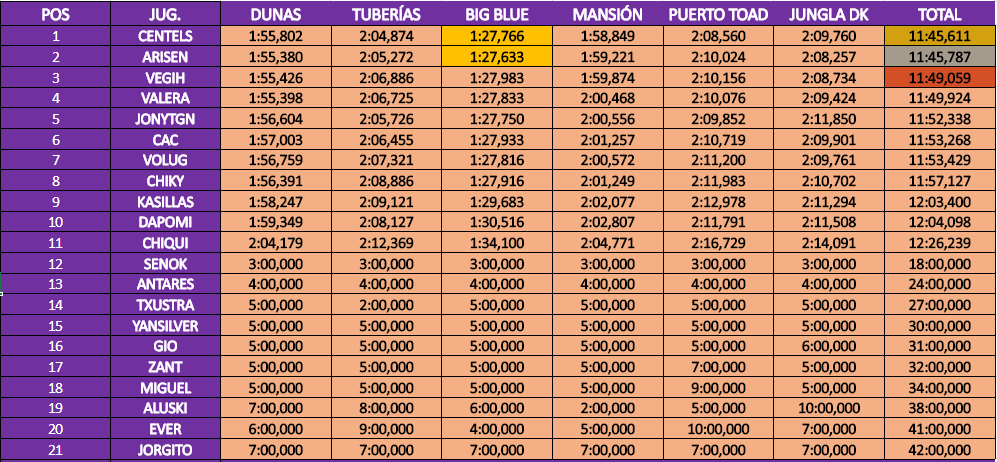 POS JUG. DUNAS TUBERÍAS BIG BLUE MANSIÓN PUERTO TOAD JUNGLA DK TOTAL
1 CENTELS 1:55,802 2:04,874 1:27,766 1:58,849 2:08,560 2:09,760 11:45,611
2 ARISEN 1:55,380 2:05,272 1:27,633 1:59,221 2:10,024 2:08,257 11:45,787
3 VEGIH 1:55,426 2:06,886 1:27,983 1:59,874 2:10,156 2:08,734 11:49,059
4 VALERA 1:55,398 2:06,725 1:27,833 2:00,468 2:10,076 2:09,424 11:49,924
5 JONYTGN 1:56,604 2:05,726 1:27,750 2:00,556 2:09,852 2:11,850 11:52,338
6 CAC 1:57,003 2:06,455 1:27,933 2:01,257 2:10,719 2:09,901 11:53,268
7 VOLUG 1:56,759 2:07,321 1:27,816 2:00,572 2:11,200 2:09,761 11:53,429
8 CHIKY 1:56,391 2:08,886 1:27,916 2:01,249 2:11,983 2:10,702 11:57,127
9 KASILLAS 1:58,247 2:09,121 1:29,683 2:02,077 2:12,978 2:11,294 12:03,400
10 DAPOMI 1:59,349 2:08,127 1:30,516 2:02,807 2:11,791 2:11,508 12:04,098
11 CHIQUI 2:04,179 2:12,369 1:34,100 2:04,771 2:16,729 2:14,091 12:26,239
12 SENOK 3:00,000 3:00,000 3:00,000 3:00,000 3:00,000 3:00,000 18:00,000
13 ANTARES 4:00,000 4:00,000 4:00,000 4:00,000 4:00,000 4:00,000 24:00,000
14 TXUSTRA 5:00,000 2:00,000 5:00,000 5:00,000 5:00,000 5:00,000 27:00,000
15 YANSILVER 5:00,000 5:00,000 5:00,000 5:00,000 5:00,000 5:00,000 30:00,000
16 GIO 5:00,000 5:00,000 5:00,000 5:00,000 5:00,000 6:00,000 31:00,000
17 ZANT 5:00,000 5:00,000 5:00,000 5:00,000 7:00,000 5:00,000 32:00,000
18 MIGUEL 5:00,000 5:00,000 5:00,000 5:00,000 9:00,000 5:00,000 34:00,000
19 ALUSKI 7:00,000 8:00,000 6:00,000 2:00,000 5:00,000 10:00,000 38:00,000
20 EVER 6:00,000 9:00,000 4:00,000 5:00,000 10:00,000 7:00,000 41:00,000
21 JORGITO 7:00,000 7:00,000 7:00,000 7:00,000 7:00,000 7:00,000 42:00,000